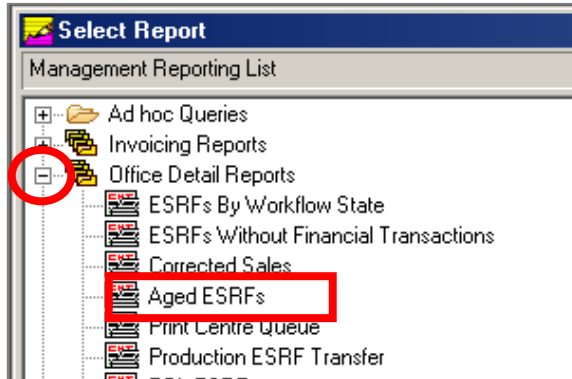 Select Report
Management Reporting List
Ad hoc Queries
Invoicing Reports
Office Detail Reports
ESRFs By Workflow State
ESRFs Without Financial Transactions
Corrected Sales
Aged ESRFs
Print Centre Queue
Production ESRF Transfer